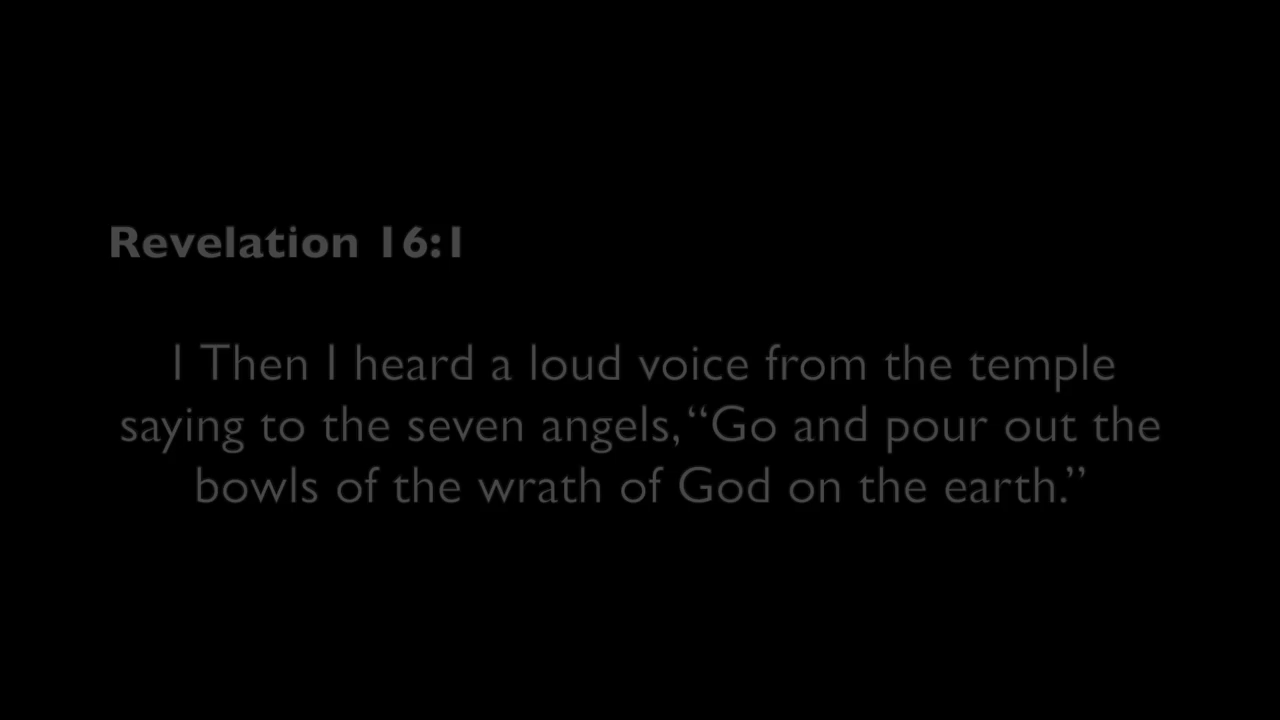 Revelation 16:1
1 Then I heard a loud voice from the temple
saying to the seven angels, “Go and pour out the
bowls of the wrath of God on the earth.”